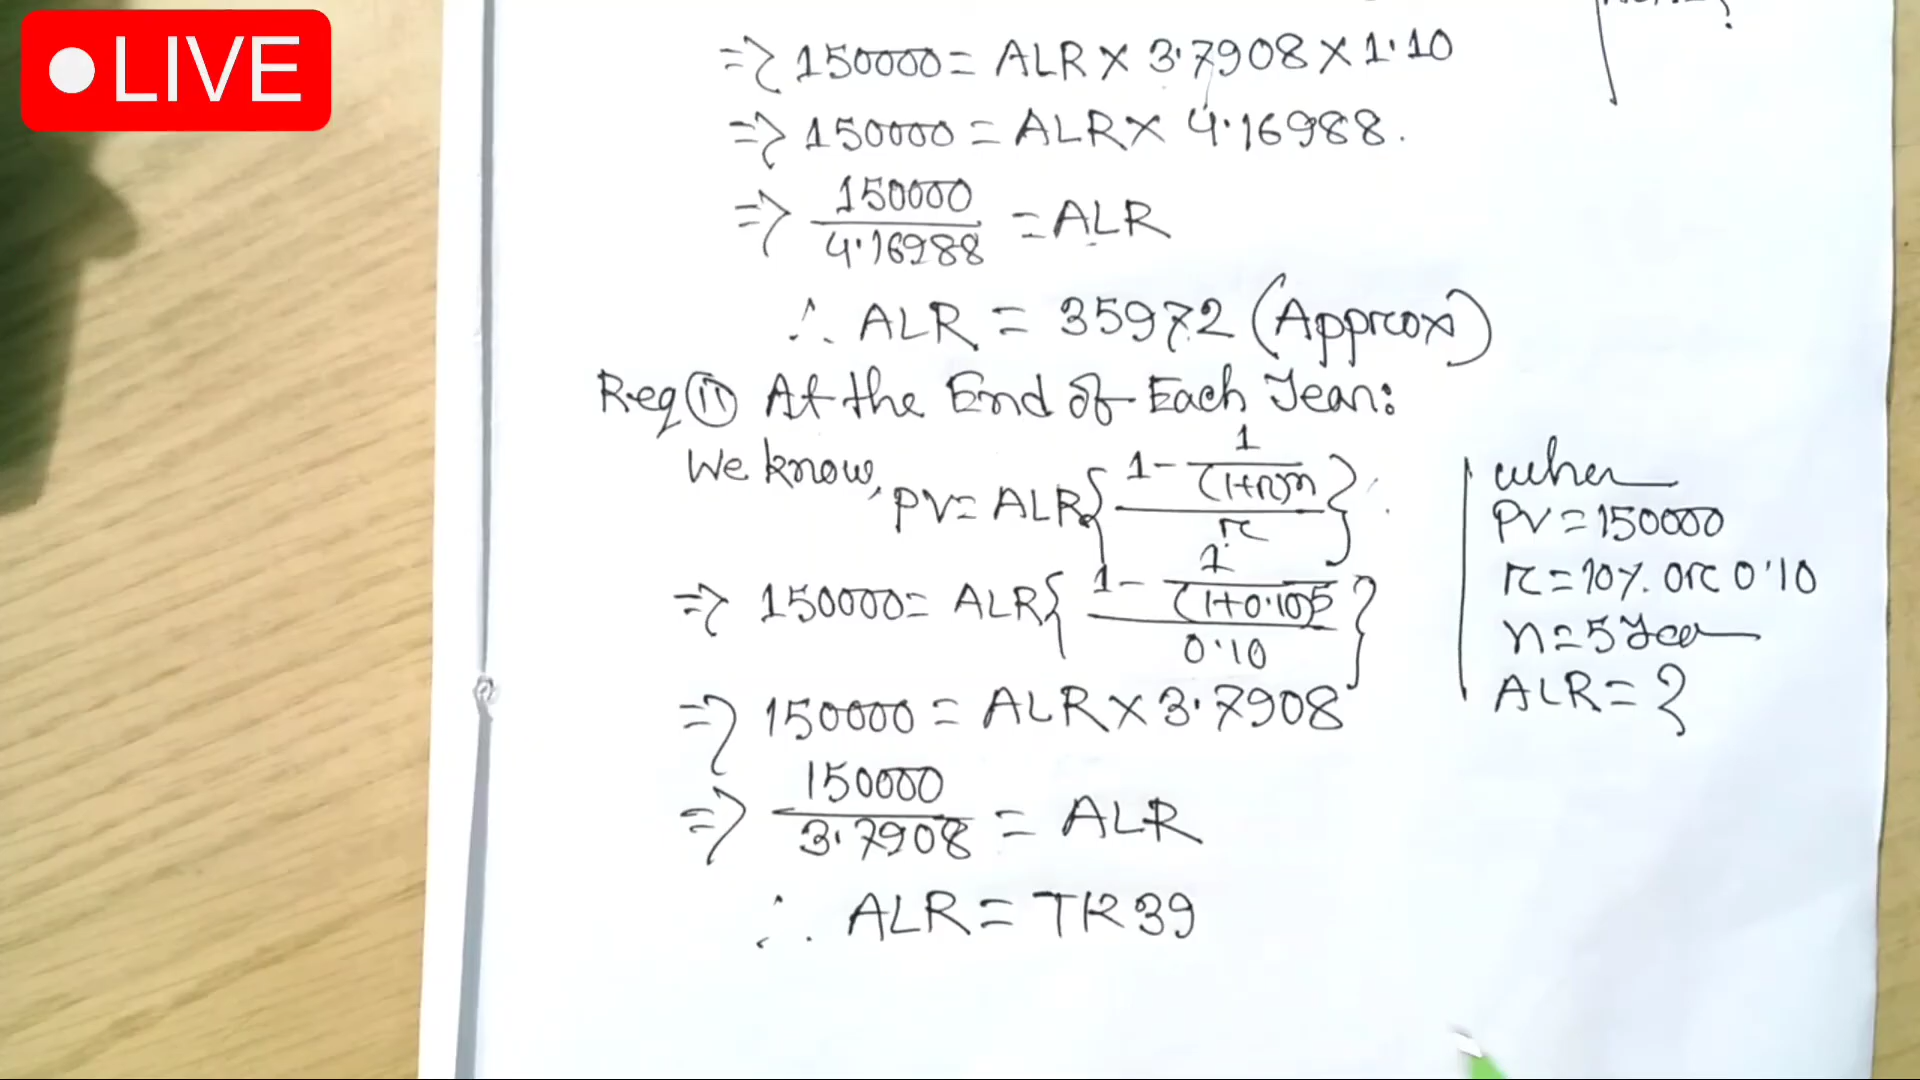 LIVE
⇒ 150000 = ALR × 3.7908 × 1.10
⇒ 150000 = ALR × 4.16988.
⇒ 150000/4.16988 = ALR
∴ ALR = 35972 (Approx)
Req (ii) At the End of Each Year:
We know, PV = ALR { (1 - 1/(1+r)n) / r }
⇒ 150000 = ALR { (1 - 1/(1+0.10)5) / 0.10 }
⇒ 150000 = ALR × 3.7908
⇒ 150000/3.7908 = ALR
∴ ALR = TK 39
when
PV = 150000
r = 10% or 0.10
n = 5 Year
ALR = ?